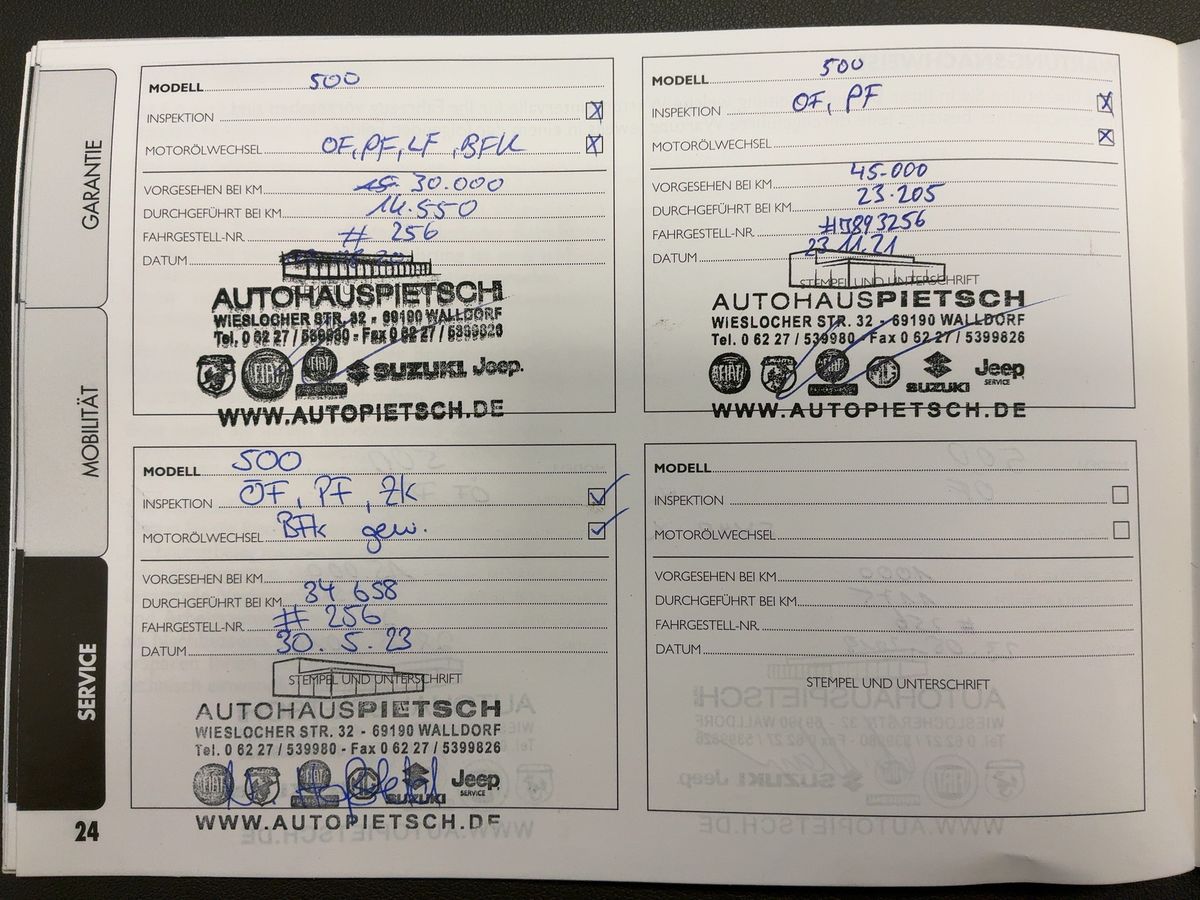 GARANTIE
MOBILITÄT
SERVICE
24
MODELL 500
INSPEKTION
MOTORÖLWECHSEL ÖF, PF, LF, BFK
VORGESEHEN BEI KM 30.000
DURCHGEFÜHRT BEI KM 14.550
FAHRGESTELL-NR. # 256
DATUM
AUTOHAUSPIETSCH
WIESLOCHER STR. 32 - 69190 WALLDORF
Tel. 0 62 27 / 539980 - Fax 0 62 27 / 5399826
FIAT SUZUKI Jeep
WWW.AUTOPIETSCH.DE
MODELL 500
INSPEKTION ÖF, PF
MOTORÖLWECHSEL
VORGESEHEN BEI KM 45.000
DURCHGEFÜHRT BEI KM 23.205
FAHRGESTELL-NR. #J893256
DATUM 23.11.21
STEMPEL UND UNTERSCHRIFT
AUTOHAUSPIETSCH
WIESLOCHER STR. 32 - 69190 WALLDORF
Tel. 0 62 27 / 539980 - Fax 0 62 27 / 5399826
FIAT SUZUKI Jeep
SERVICE
WWW.AUTOPIETSCH.DE
MODELL 500
INSPEKTION ÖF, PF, ZK
MOTORÖLWECHSEL BFk gew.
VORGESEHEN BEI KM
DURCHGEFÜHRT BEI KM 34 658
FAHRGESTELL-NR. # 256
DATUM 30. 5. 23
STEMPEL UND UNTERSCHRIFT
AUTOHAUSPIETSCH
WIESLOCHER STR. 32 - 69190 WALLDORF
Tel. 0 62 27 / 539980 - Fax 0 62 27 / 5399826
FIAT SUZUKI Jeep
SERVICE
WWW.AUTOPIETSCH.DE
MODELL
INSPEKTION
MOTORÖLWECHSEL
VORGESEHEN BEI KM
DURCHGEFÜHRT BEI KM
FAHRGESTELL-NR.
DATUM
STEMPEL UND UNTERSCHRIFT